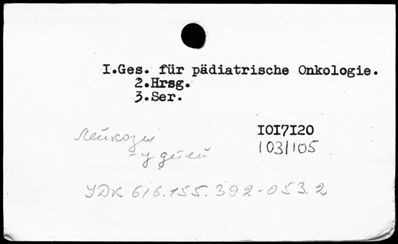 I.Ges. für pädiatrische Onkologie.
2.Hrsg.
3.Ser.
Лейкозы
- у детей
IOI7I20
103/105
УДК 616.155.392-053.2